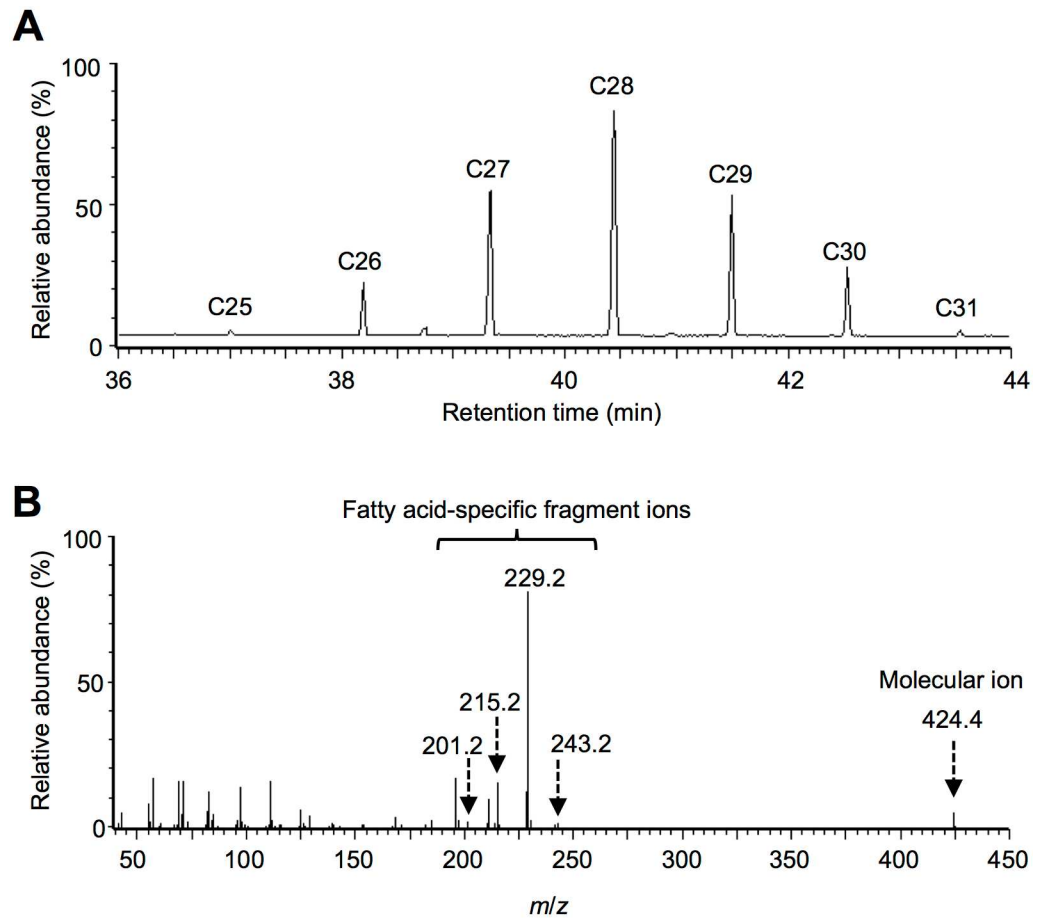 A
Relative abundance (%)
100
50
0
C25
C26
C27
C28
C29
C30
C31
36
38
40
42
44
Retention time (min)
B
Fatty acid-specific fragment ions
Relative abundance (%)
100
50
0
229.2
215.2
201.2
243.2
Molecular ion
424.4
50
100
150
200
250
300
350
400
450
m/z